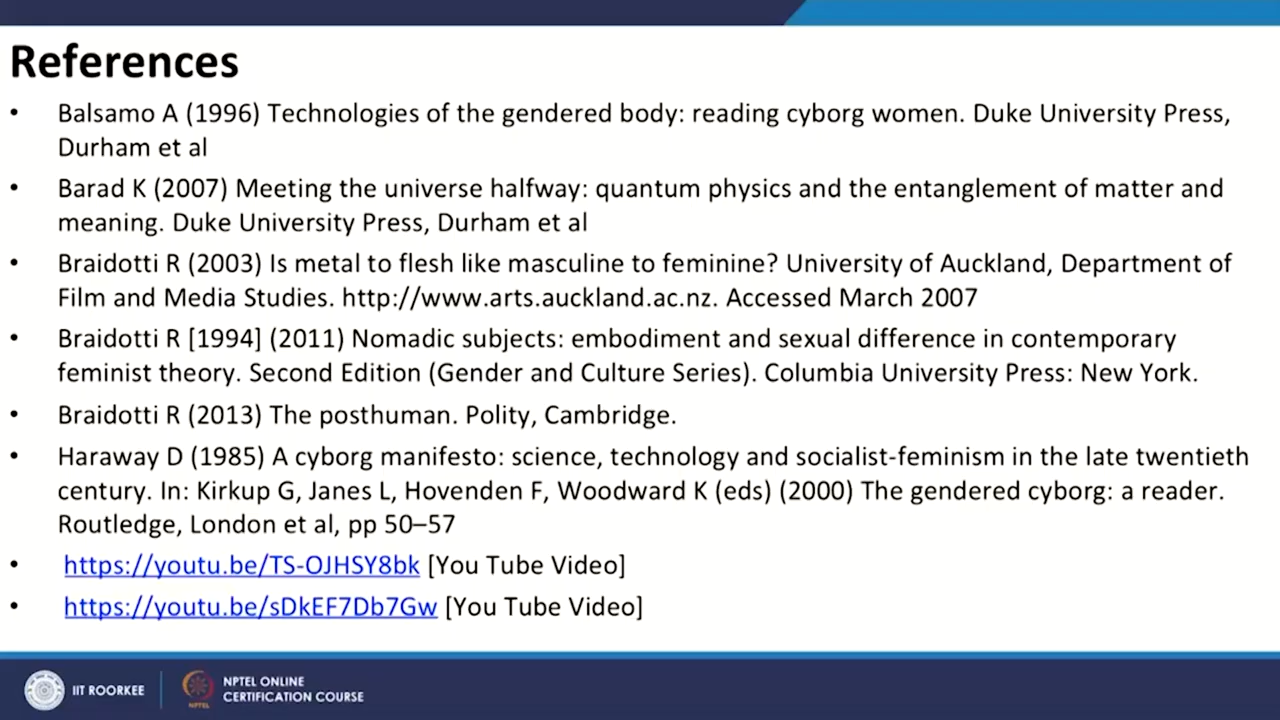 References
• Balsamo A (1996) Technologies of the gendered body: reading cyborg women. Duke University Press,
Durham et al
• Barad K (2007) Meeting the universe halfway: quantum physics and the entanglement of matter and
meaning. Duke University Press, Durham et al
• Braidotti R (2003) Is metal to flesh like masculine to feminine? University of Auckland, Department of
Film and Media Studies. http://www.arts.auckland.ac.nz. Accessed March 2007
• Braidotti R [1994] (2011) Nomadic subjects: embodiment and sexual difference in contemporary
feminist theory. Second Edition (Gender and Culture Series). Columbia University Press: New York.
• Braidotti R (2013) The posthuman. Polity, Cambridge.
• Haraway D (1985) A cyborg manifesto: science, technology and socialist-feminism in the late twentieth
century. In: Kirkup G, Janes L, Hovenden F, Woodward K (eds) (2000) The gendered cyborg: a reader.
Routledge, London et al, pp 50–57
• https://youtu.be/TS-OJHSY8bk [You Tube Video]
• https://youtu.be/sDkEF7Db7Gw [You Tube Video]
IIT ROORKEE
NPTEL
NPTEL ONLINE
CERTIFICATION COURSE